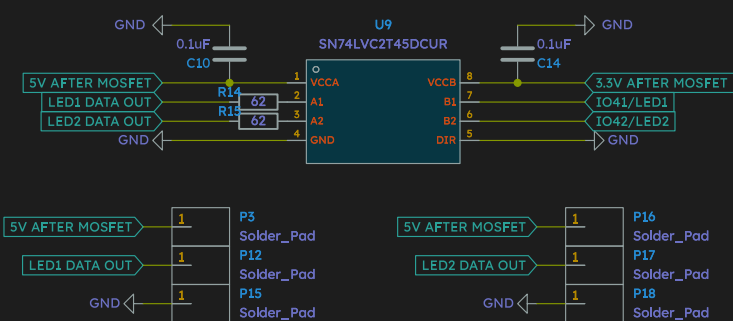 GND
U9
GND
SN74LVC2T45DCUR
0.1uF
C10
0.1uF
C14
5V AFTER MOSFET
1
VCCA
VCCB
8
3.3V AFTER MOSFET
LED1 DATA OUT
R14
62
2
A1
B1
7
IO41/LED1
LED2 DATA OUT
R15
62
3
A2
B2
6
IO42/LED2
GND
4
GND
DIR
5
GND
5V AFTER MOSFET
1
P3
Solder_Pad
5V AFTER MOSFET
1
P16
Solder_Pad
LED1 DATA OUT
1
P12
Solder_Pad
LED2 DATA OUT
1
P17
Solder_Pad
GND
1
P15
Solder_Pad
GND
1
P18
Solder_Pad